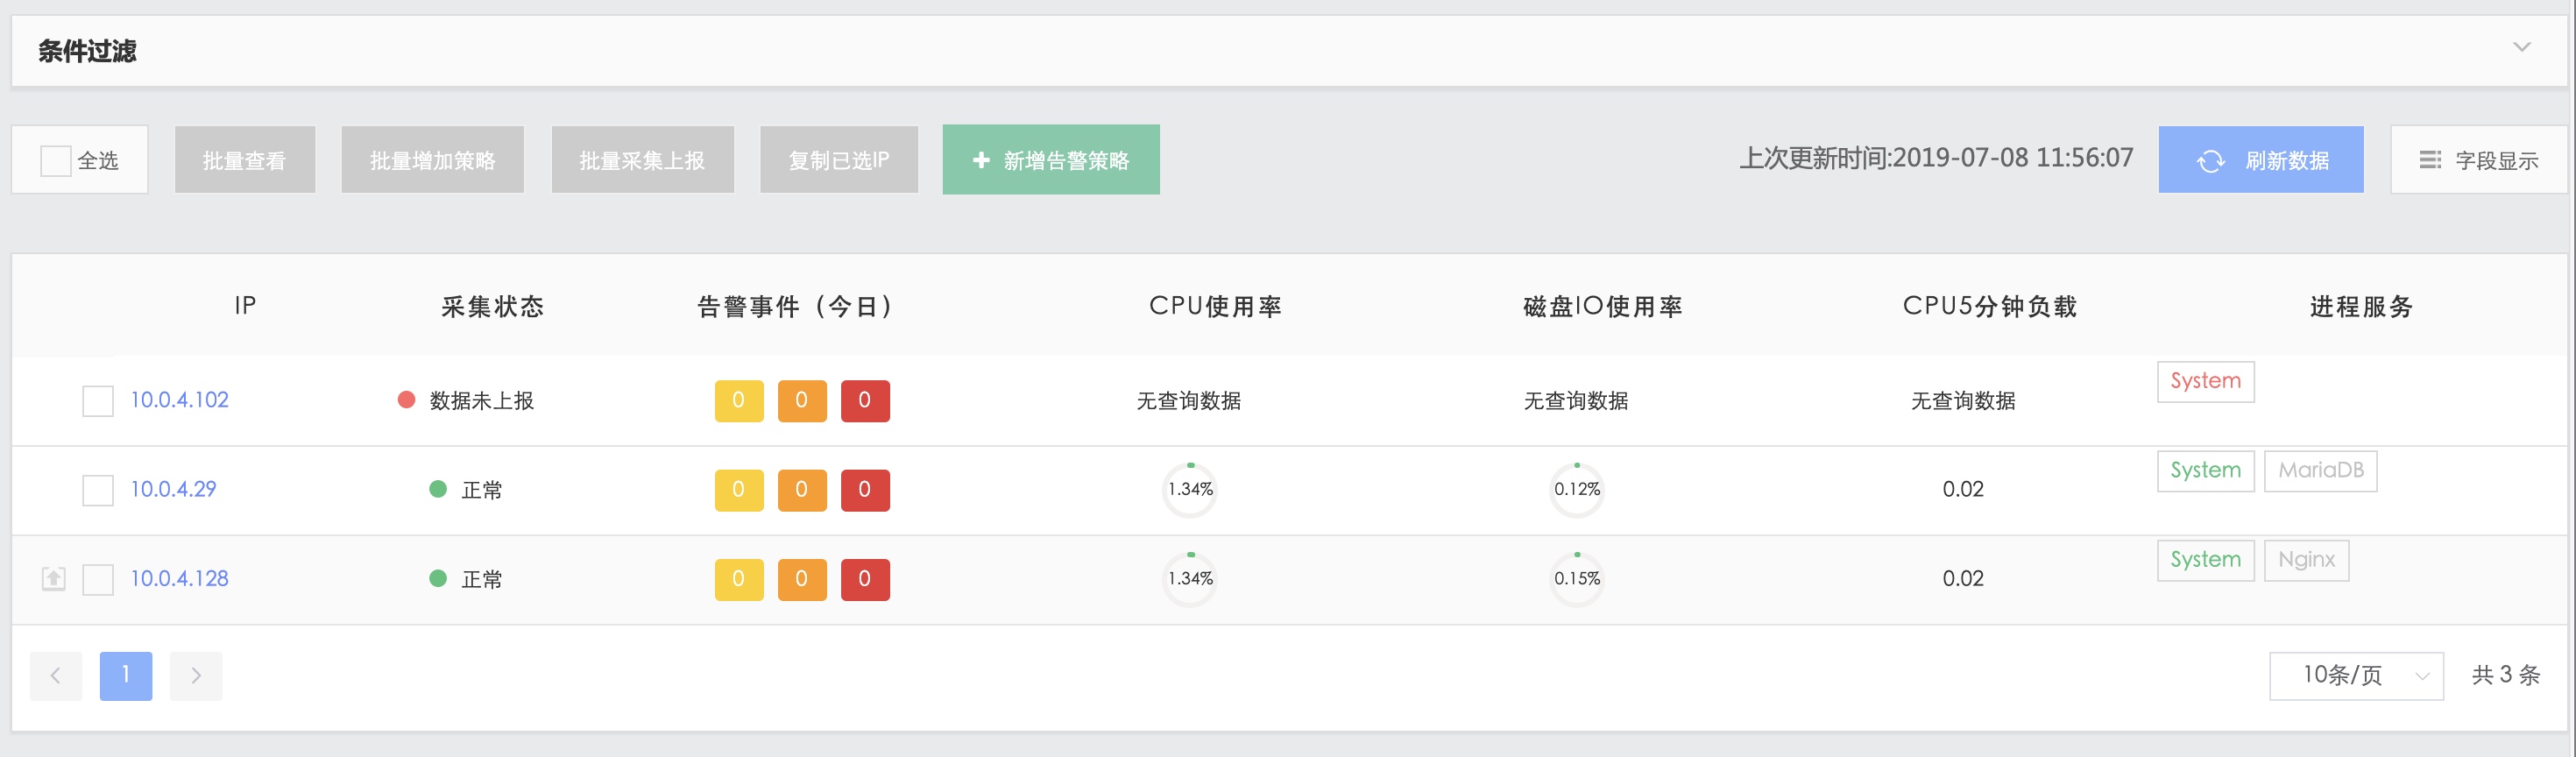 条件过滤
全选 批量查看 批量增加策略 批量采集上报 复制已选IP 新增告警策略 上次更新时间:2019-07-08 11:56:07 刷新数据 字段显示
IP 采集状态 告警事件（今日） CPU使用率 磁盘IO使用率 CPU5分钟负载 进程服务
10.0.4.102 数据未上报 0 0 0 无查询数据 无查询数据 无查询数据 System
10.0.4.29 正常 0 0 0 1.34% 0.12% 0.02 System MariaDB
10.0.4.128 正常 0 0 0 1.34% 0.15% 0.02 System Nginx
1 10条/页 共 3 条